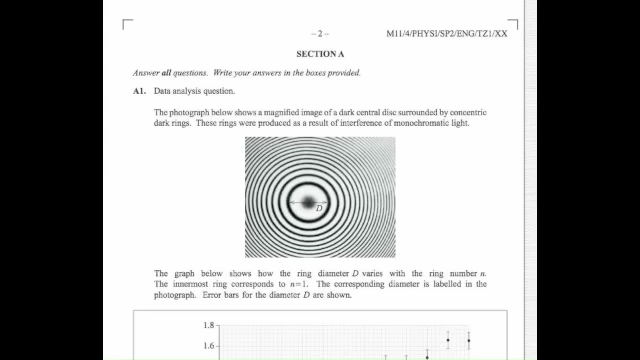 – 2 –
M11/4/PHYSI/SP2/ENG/TZ1/XX
SECTION A
Answer all questions. Write your answers in the boxes provided.
A1. Data analysis question.
The photograph below shows a magnified image of a dark central disc surrounded by concentric
dark rings. These rings were produced as a result of interference of monochromatic light.
D
The graph below shows how the ring diameter D varies with the ring number n.
The innermost ring corresponds to n=1. The corresponding diameter is labelled in the
photograph. Error bars for the diameter D are shown.
1.8
1.6